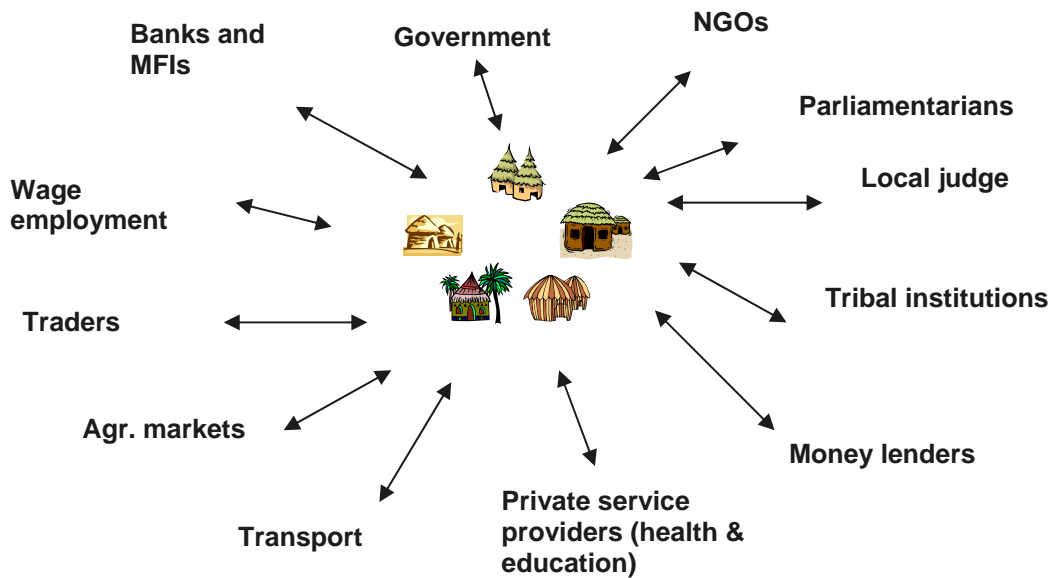 Banks and
MFIs
Government
NGOs
Parliamentarians
Local judge
Wage
employment
Tribal institutions
Traders
Agr. markets
Money lenders
Private service
providers (health &
education)
Transport